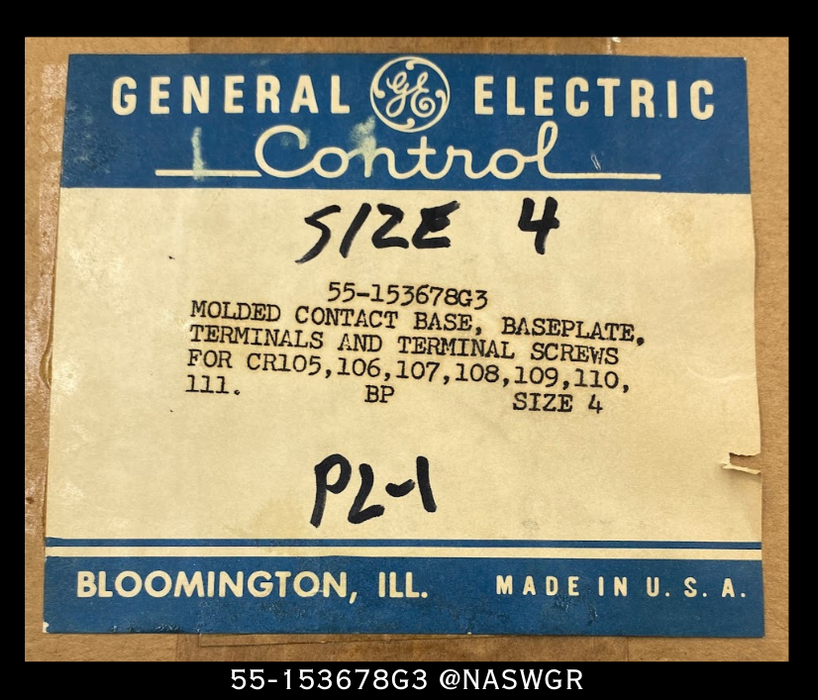 GENERAL GE ELECTRIC
Control
SIZE 4
55-153678G3
MOLDED CONTACT BASE, BASEPLATE,
TERMINALS AND TERMINAL SCREWS
FOR CR105,106,107,108,109,110,
111. BP SIZE 4
PL-1
BLOOMINGTON, ILL. MADE IN U. S. A.
55-153678G3 @NASWGR